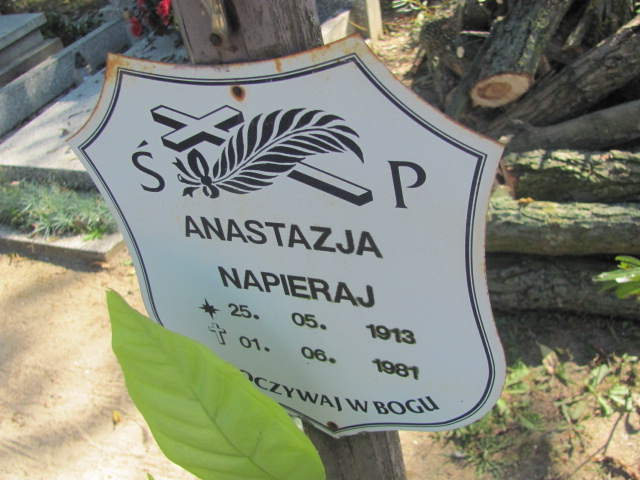 Ś P
ANASTAZJA
NAPIERAJ
25. 05. 1913
01. 06. 1981
W BOGU